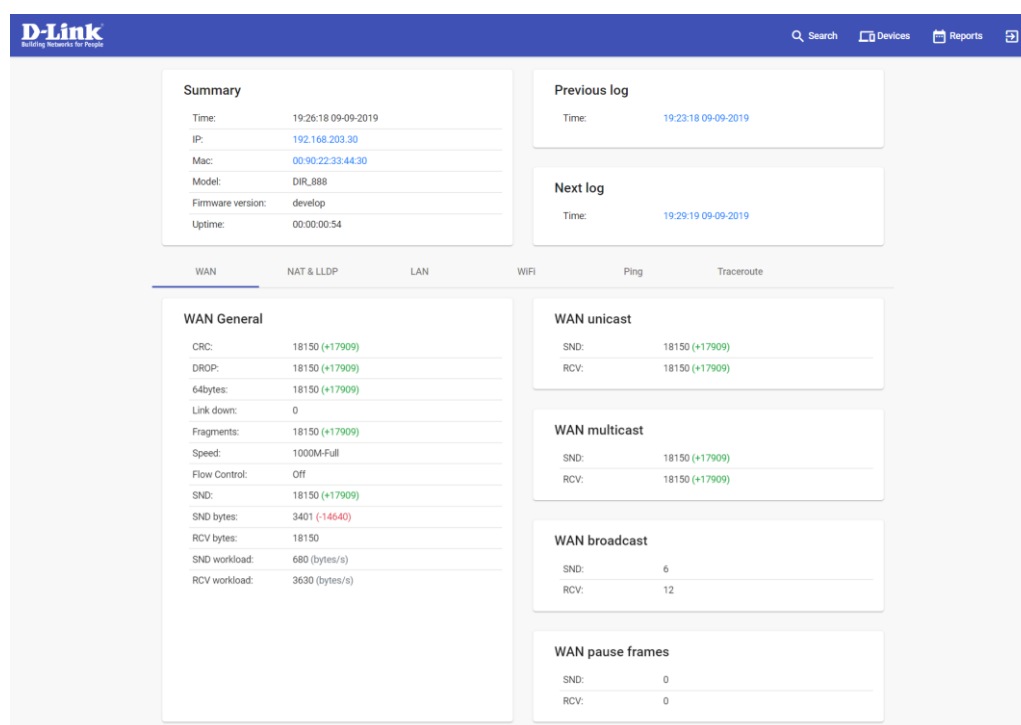 D-Link
Building Networks for People
Search Devices Reports
Summary
Time: 19:26:18 09-09-2019
IP: 192.168.203.30
Mac: 00:90:22:33:44:30
Model: DIR_888
Firmware version: develop
Uptime: 00:00:00:54
Previous log
Time: 19:23:18 09-09-2019
Next log
Time: 19:29:19 09-09-2019
WAN NAT & LLDP LAN WiFi Ping Traceroute
WAN General
CRC: 18150 (+17909)
DROP: 18150 (+17909)
64bytes: 18150 (+17909)
Link down: 0
Fragments: 18150 (+17909)
Speed: 1000M-Full
Flow Control: Off
SND: 18150 (+17909)
SND bytes: 3401 (-14640)
RCV bytes: 18150
SND workload: 680 (bytes/s)
RCV workload: 3630 (bytes/s)
WAN unicast
SND: 18150 (+17909)
RCV: 18150 (+17909)
WAN multicast
SND: 18150 (+17909)
RCV: 18150 (+17909)
WAN broadcast
SND: 6
RCV: 12
WAN pause frames
SND: 0
RCV: 0